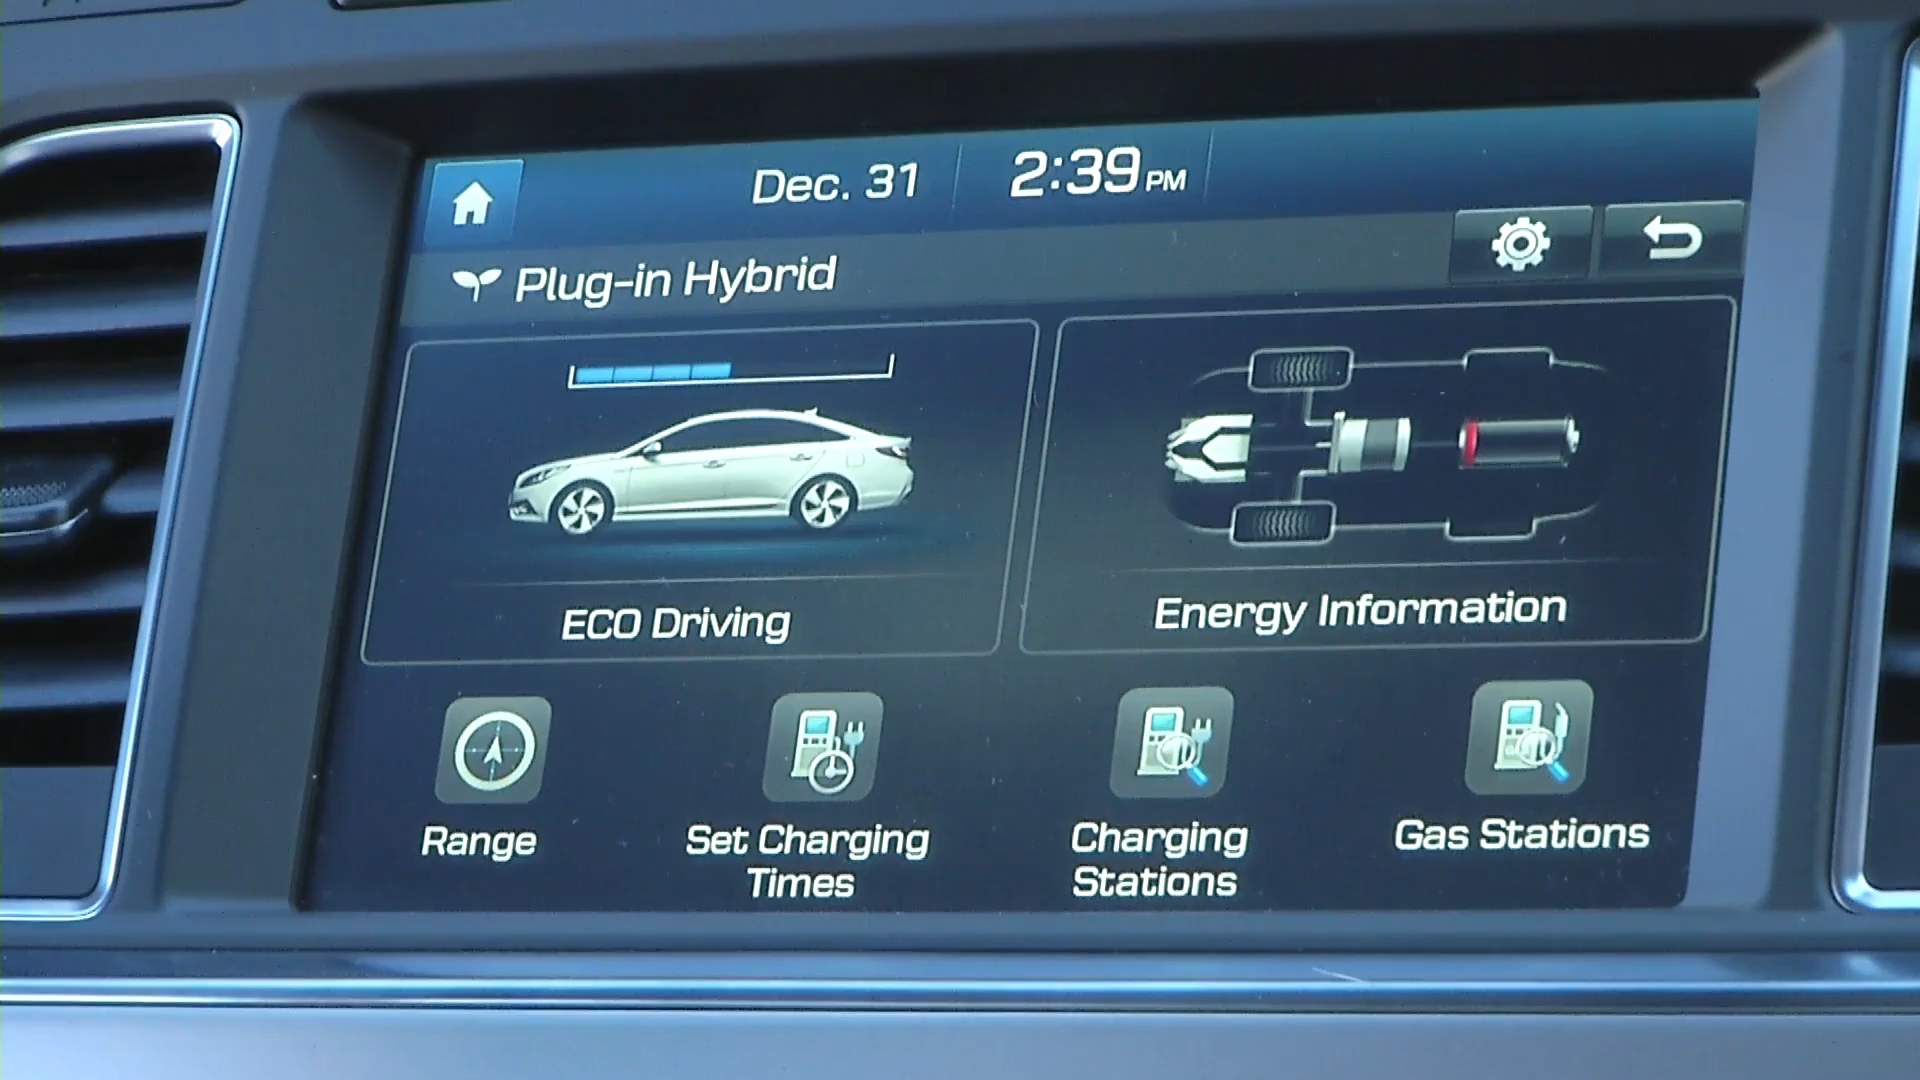 Dec. 31
2:39 PM
Plug-in Hybrid
ECO Driving
Energy Information
Range
Set Charging
Times
Charging
Stations
Gas Stations